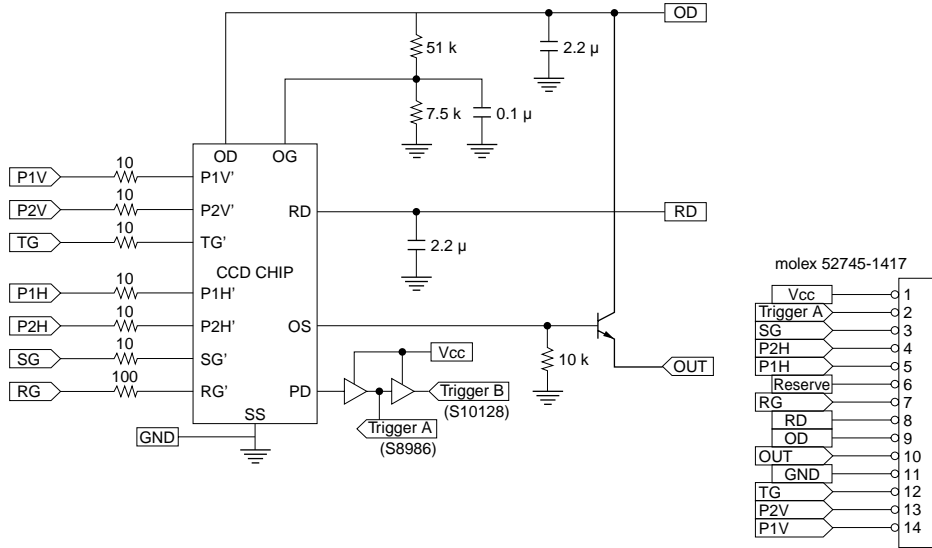 OD
51 k
2.2 µ
7.5 k
0.1 µ
OD
OG
P1V
10
P1V'
P2V
10
P2V'
RD
RD
TG
10
TG'
2.2 µ
CCD CHIP
P1H
10
P1H'
P2H
10
P2H'
OS
SG
10
SG'
10 k
Vcc
OUT
RG
100
RG'
PD
Trigger B
(S10128)
SS
Trigger A
(S8986)
GND
molex 52745-1417
Vcc 1
Trigger A 2
SG 3
P2H 4
P1H 5
Reserve 6
RG 7
RD 8
OD 9
OUT 10
GND 11
TG 12
P2V 13
P1V 14